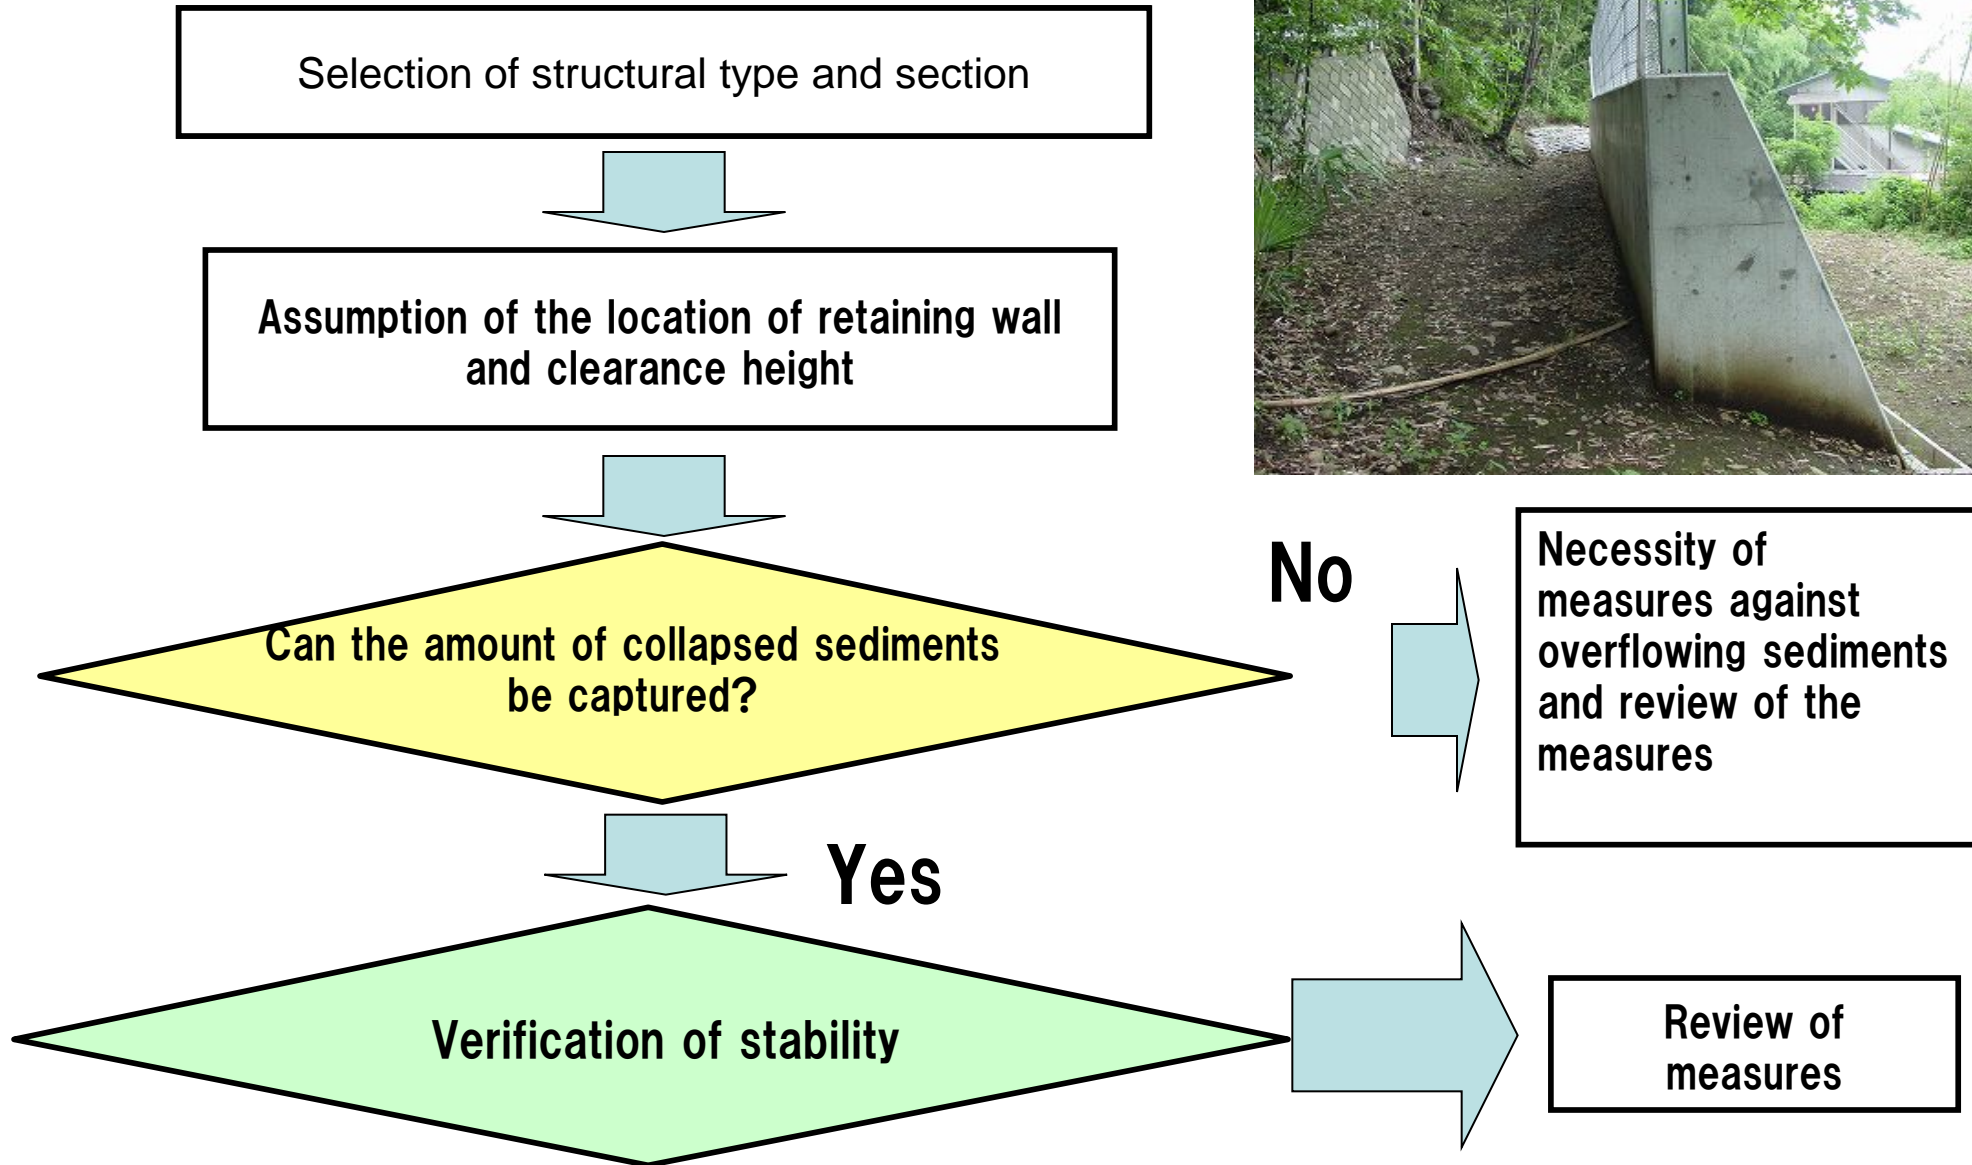 Selection of structural type and section
Assumption of the location of retaining wall
and clearance height
Can the amount of collapsed sediments
be captured?
No
Necessity of
measures against
overflowing sediments
and review of the
measures
Yes
Verification of stability
Review of
measures